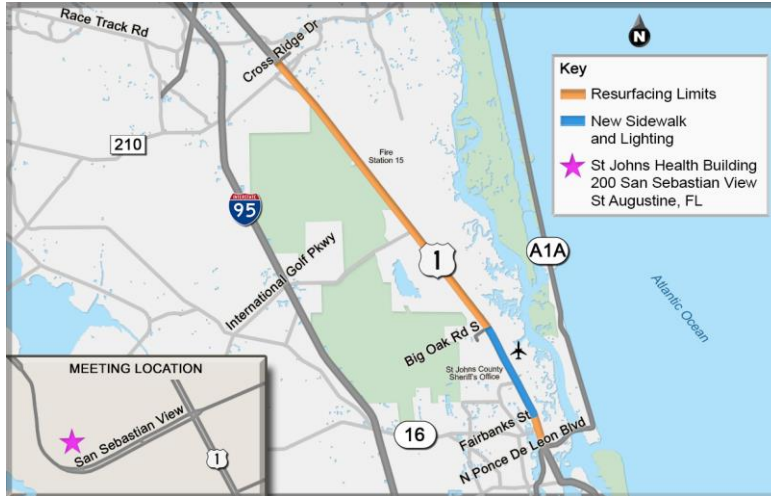 Race Track Rd
Cross Ridge Dr
N
Key
Resurfacing Limits
New Sidewalk
and Lighting
St Johns Health Building
200 San Sebastian View
St Augustine, FL
210
Fire
Station 15
INTERSTATE
95
International Golf Pkwy
1
A1A
Atlantic Ocean
Big Oak Rd S
St Johns County
Sheriff's Office
16
Fairbanks St
N Ponce De Leon Blvd
MEETING LOCATION
San Sebastian View
1